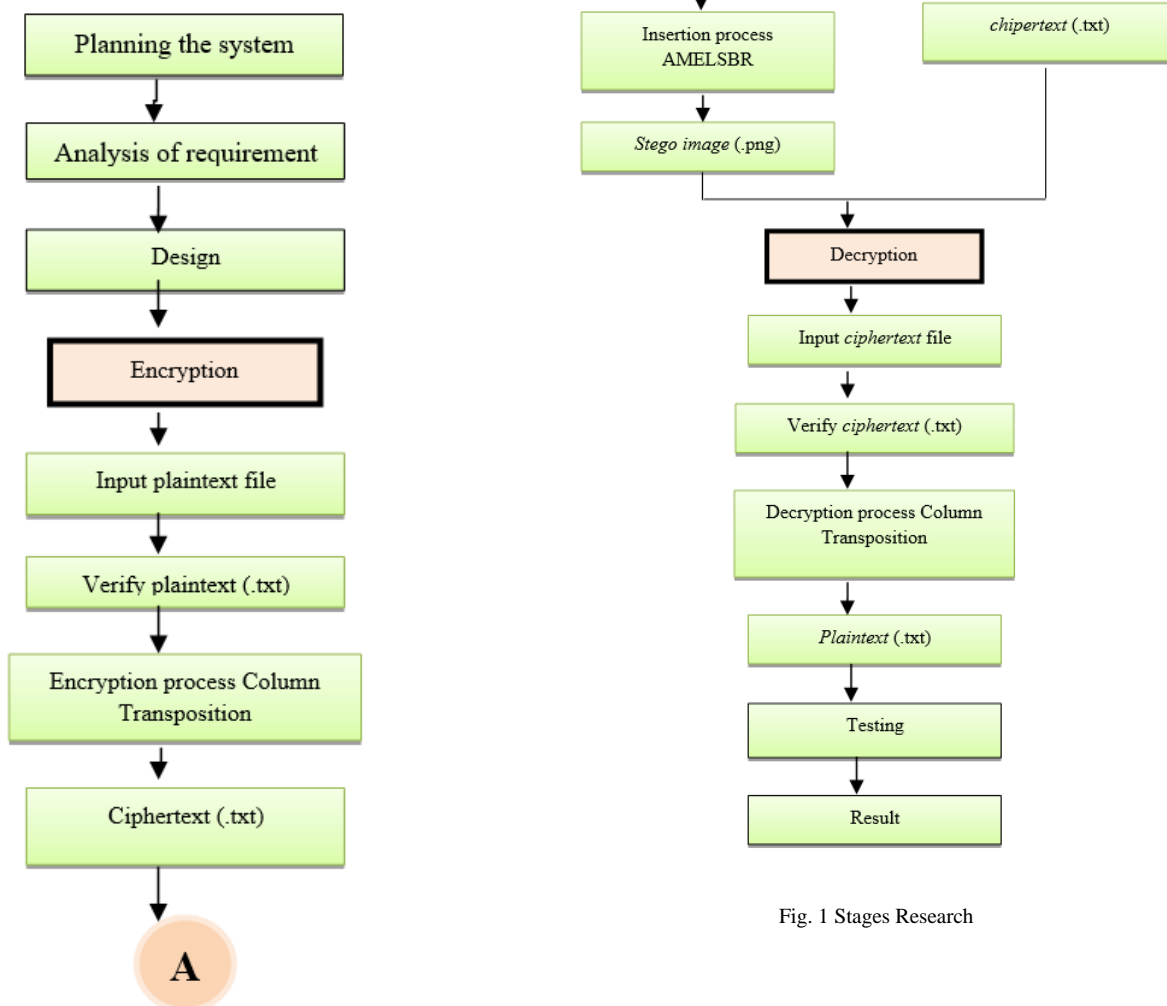 Planning the system
Analysis of requirement
Design
Encryption
Input plaintext file
Verify plaintext (.txt)
Encryption process Column
Transposition
Ciphertext (.txt)
A
Insertion process
AMELSBR
Stego image (.png)
chipertext (.txt)
Decryption
Input ciphertext file
Verify ciphertext (.txt)
Decryption process Column
Transposition
Plaintext (.txt)
Testing
Result
Fig. 1 Stages Research